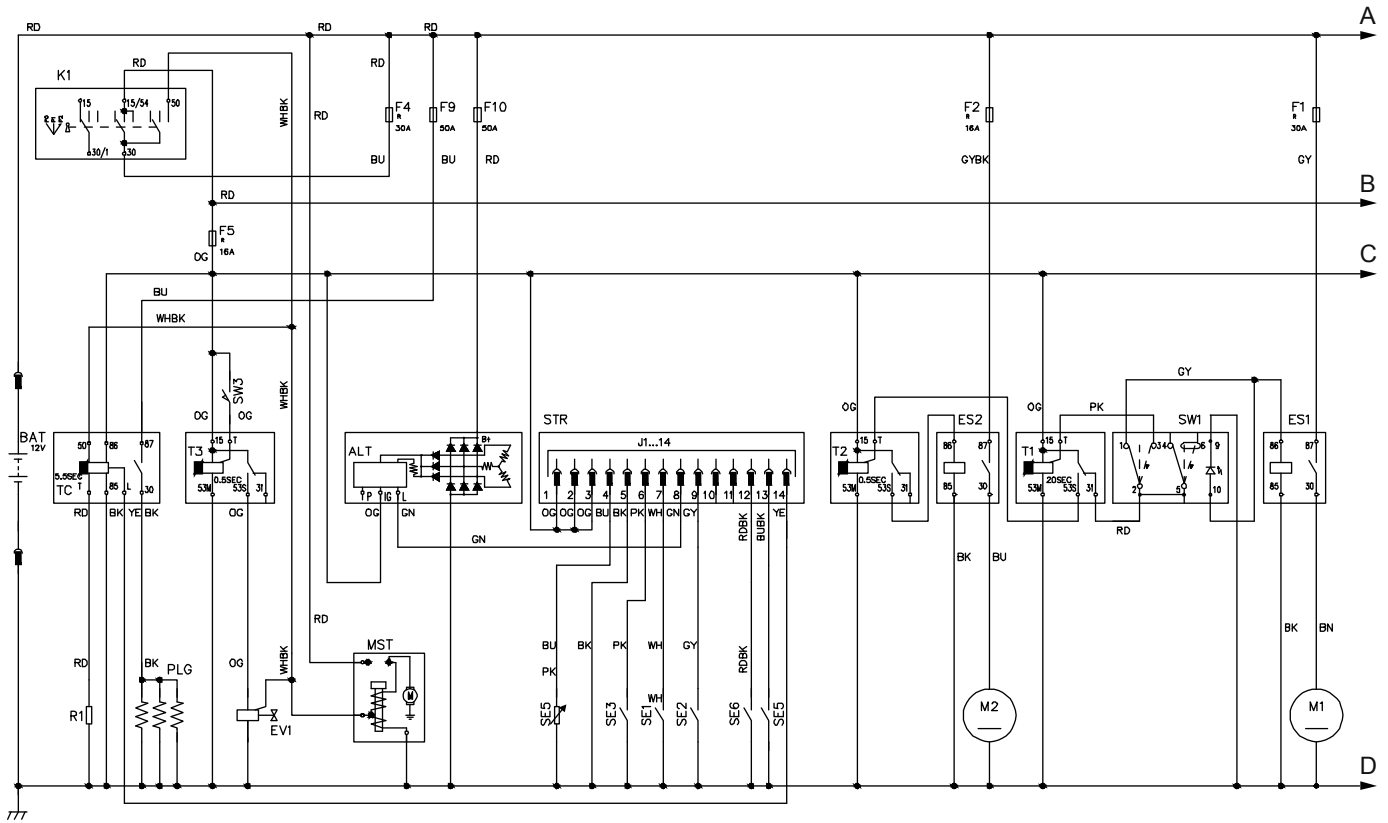 A
RD RD RD
K1
RD
RD
15 15/54 50
30/1 30
WHBK
RD
F4
R
30A
F9
50A
F10
50A
F2
R
16A
F1
R
30A
BU BU RD GYBK GY
B
RD
F5
R
16A
OG
C
BU
WHBK
SW3
WHBK
GY
OG OG
OG OG PK
BAT
12V
50 86 87
5.5SEC
TC T 85 L 30
T3 15 T
0.5SEC
53M 53S 31
ALT B+
P IG L
STR
J1...14
1 2 3 4 5 6 7 8 9 10 11 12 13 14
T2 15 T
0.5SEC
53M 53S 31
ES2
86 87
85 30
T1 15 T
20SEC
53M 53S 31
SW1
1 3 4 6 9
2 5 10
ES1
86 87
85 30
RD BK YE BK OG
OG GN
OG OG OG BU BK PK WH GN GY RDBK BUBK YE
RD
GN
BK BU
RD
MST
BK BN
RD BK PLG OG WHBK
BU BK PK WH GY RDBK
PK
WH
R1
EV1
M
SE5 SE3 SE1 SE2 SE6 SE5
M2
M1
D